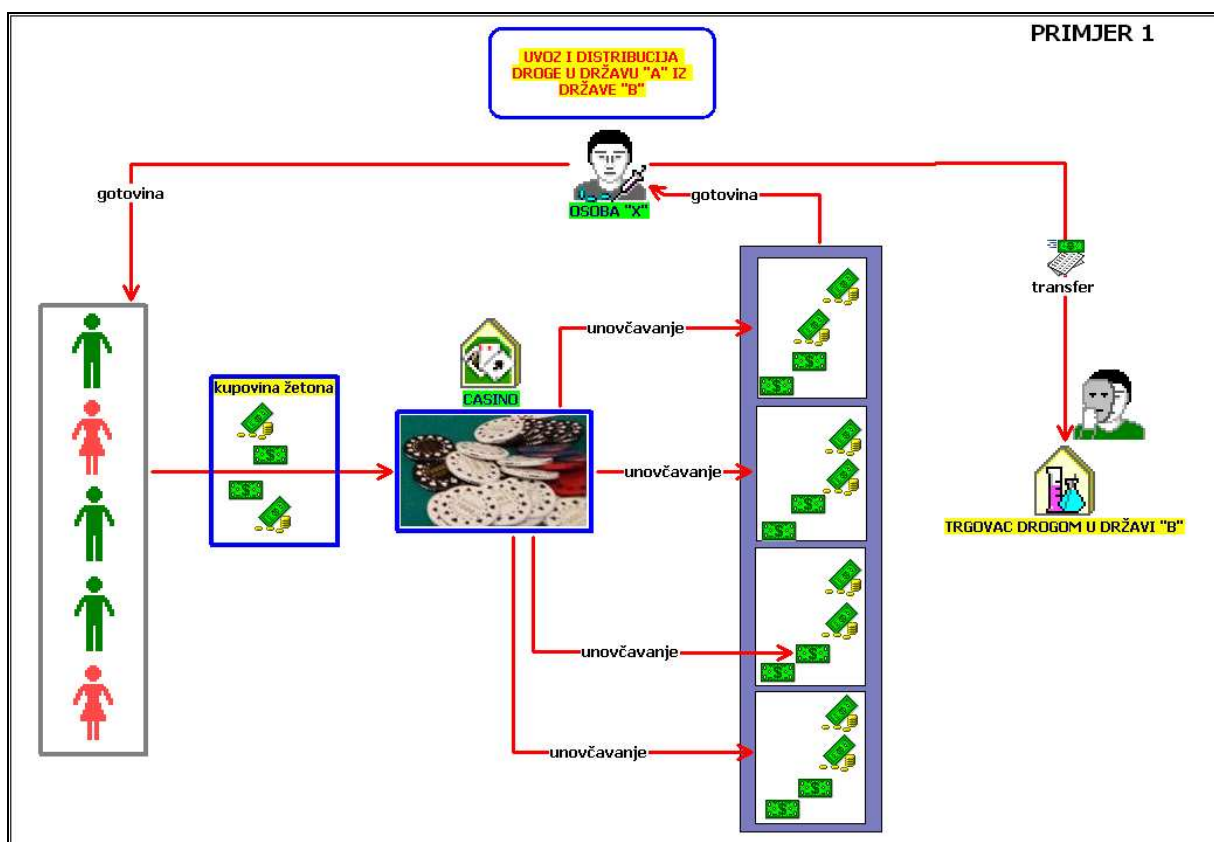 PRIMJER 1
UVOZ I DISTRIBUCIJA
DROGE U DRŽAVU "A" IZ
DRŽAVE "B"
gotovina
OSOBA "X"
gotovina
transfer
unovčavanje
kupovina žetona
CASINO
unovčavanje
TRGOVAC DROGOM U DRŽAVI "B"
unovčavanje
unovčavanje